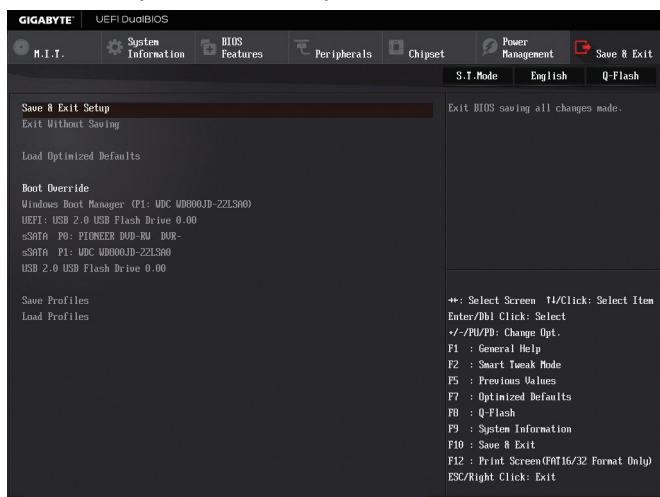 GIGABYTE™ UEFI DualBIOS
M.I.T.
System Information
BIOS Features
Peripherals
Chipset
Power Management
Save & Exit
S.T.Mode English Q-Flash
Save & Exit Setup
Exit Without Saving
Load Optimized Defaults
Boot Override
Windows Boot Manager (P1: WDC WD800JD-22LSA0)
UEFI: USB 2.0 USB Flash Drive 0.00
sSATA P0: PIONEER DVD-RW DVR-
sSATA P1: WDC WD800JD-22LSA0
USB 2.0 USB Flash Drive 0.00
Save Profiles
Load Profiles
Exit BIOS saving all changes made.
→←: Select Screen ↑↓/Click: Select Item
Enter/Dbl Click: Select
+/-/PU/PD: Change Opt.
F1 : General Help
F2 : Smart Tweak Mode
F5 : Previous Values
F7 : Optimized Defaults
F8 : Q-Flash
F9 : System Information
F10 : Save & Exit
F12 : Print Screen(FAT16/32 Format Only)
ESC/Right Click: Exit